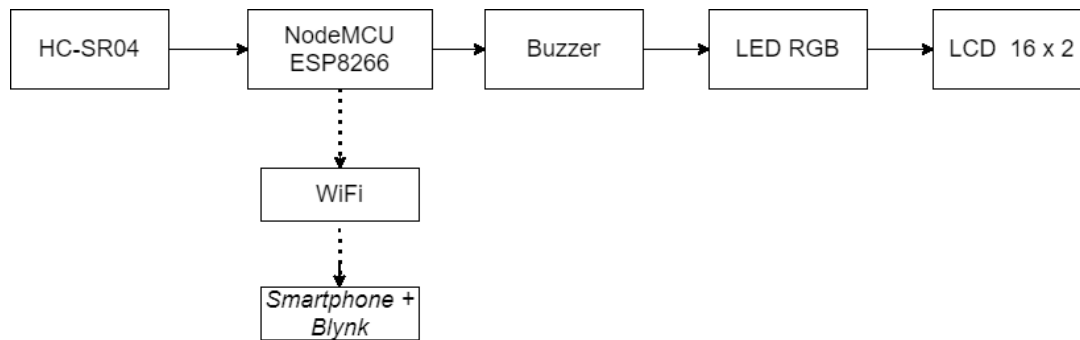 HC-SR04
NodeMCU
ESP8266
Buzzer
LED RGB
LCD 16 x 2
WiFi
Smartphone +
Blynk